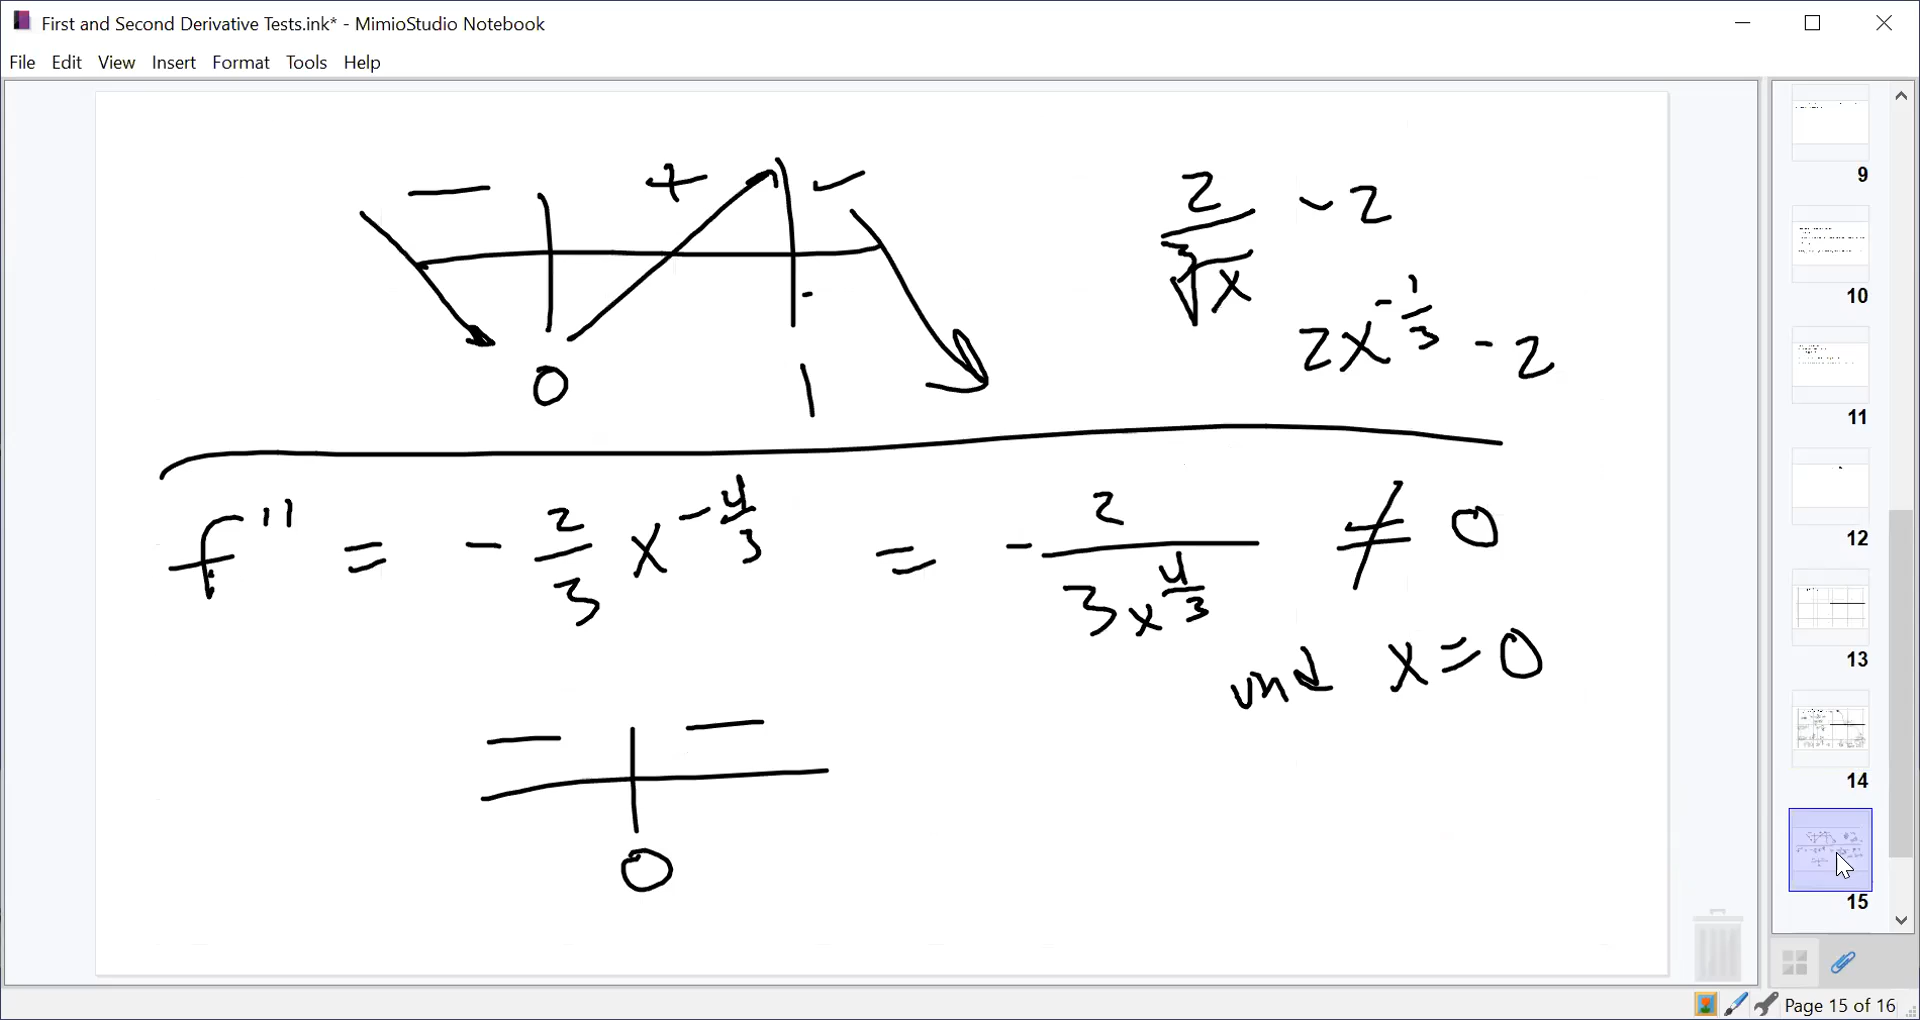 First and Second Derivative Tests.ink* - MimioStudio Notebook
File Edit View Insert Format Tools Help
− + −
0 1
2/∛x - 2
2x^(-1/3) - 2
f'' = - 2/3 x^(-4/3) = - 2/(3x^(4/3)) ≠ 0
und x = 0
− −
0
9
10
11
12
13
14
15
Page 15 of 16